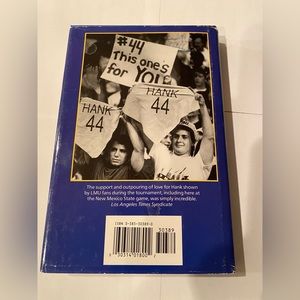 #44
This one's
for YOU
HANK
44
HANK
44
The support and outpouring of love for Hank shown
by LMU fans during the tournament, including here at
the New Mexico State game, was simply incredible.
Los Angeles Times Syndicate
30389